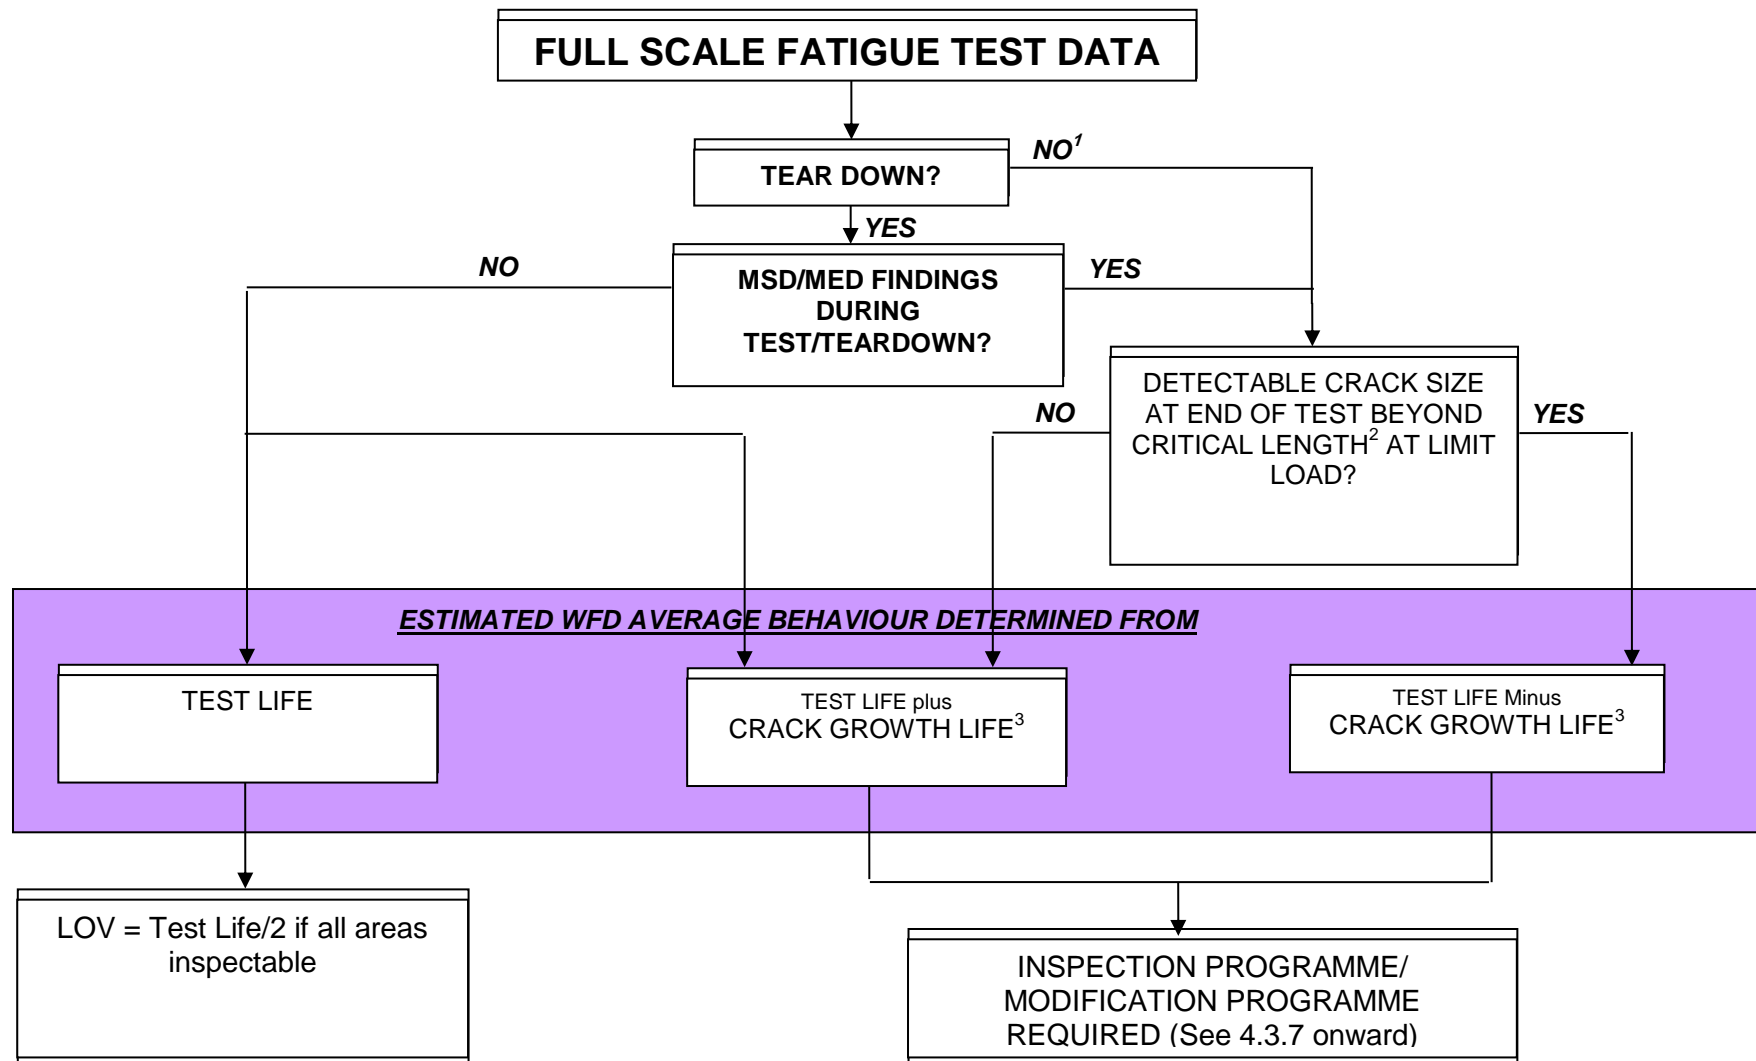 FULL SCALE FATIGUE TEST DATA
TEAR DOWN?
NO¹
YES
NO
MSD/MED FINDINGS
DURING
TEST/TEARDOWN?
YES
NO
DETECTABLE CRACK SIZE
AT END OF TEST BEYOND
CRITICAL LENGTH² AT LIMIT
LOAD?
YES
ESTIMATED WFD AVERAGE BEHAVIOUR DETERMINED FROM
TEST LIFE
TEST LIFE plus
CRACK GROWTH LIFE³
TEST LIFE Minus
CRACK GROWTH LIFE³
LOV = Test Life/2 if all areas
inspectable
INSPECTION PROGRAMME/
MODIFICATION PROGRAMME
REQUIRED (See 4.3.7 onward)